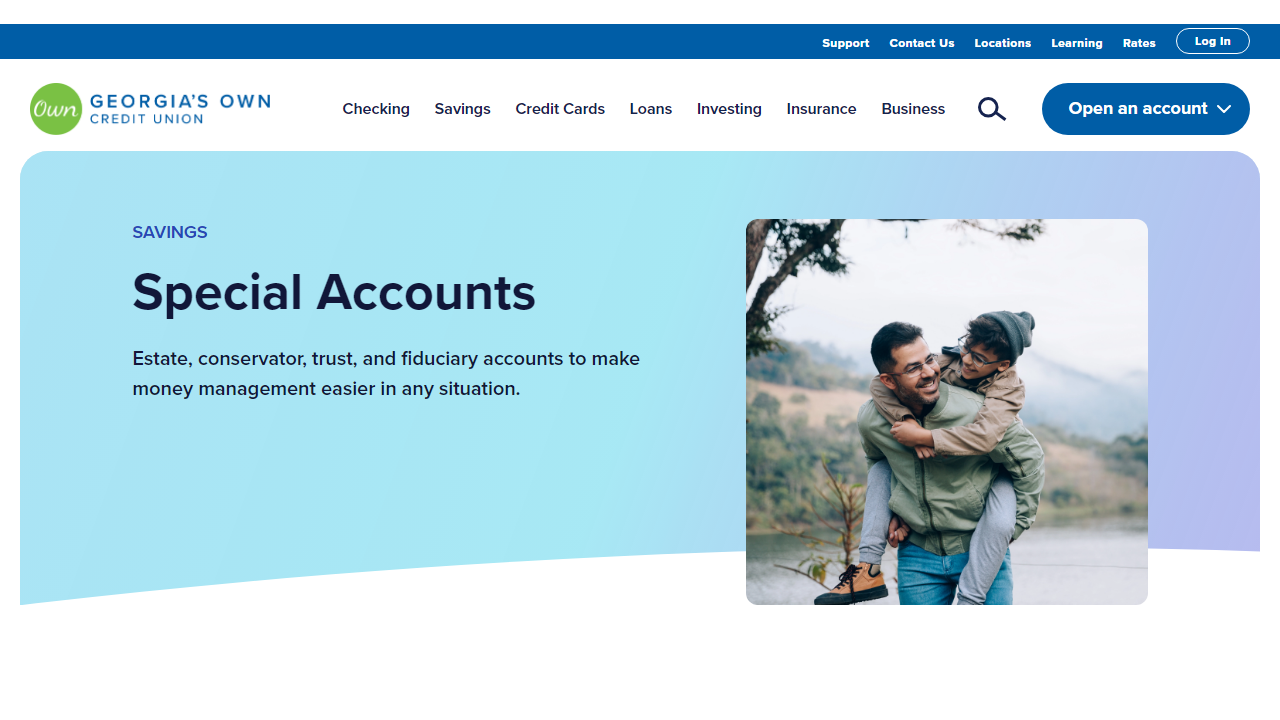 Support Contact Us Locations Learning Rates Log In
Own GEORGIA'S OWN
CREDIT UNION
Checking Savings Credit Cards Loans Investing Insurance Business Open an account
SAVINGS
Special Accounts
Estate, conservator, trust, and fiduciary accounts to make
money management easier in any situation.